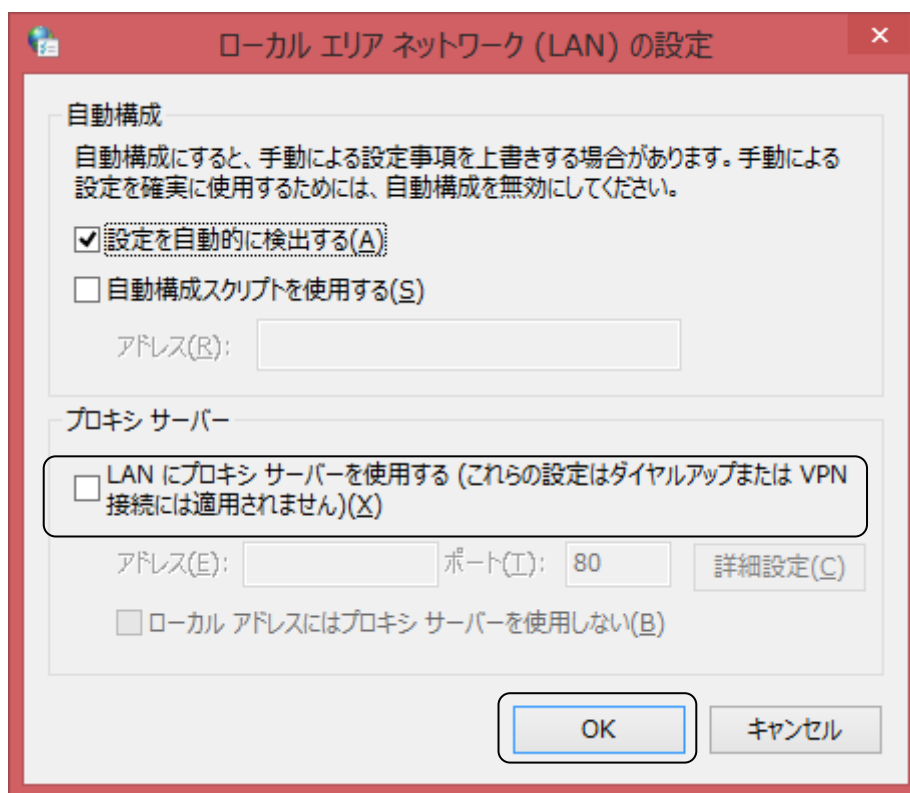 ローカル エリア ネットワーク (LAN) の設定
自動構成
自動構成にすると、手動による設定事項を上書きする場合があります。手動による
設定を確実に使用するためには、自動構成を無効にしてください。
設定を自動的に検出する(A)
自動構成スクリプトを使用する(S)
アドレス(R):
プロキシ サーバー
LAN にプロキシ サーバーを使用する (これらの設定はダイヤルアップまたは VPN
接続には適用されません)(X)
アドレス(E): ポート(T): 80 詳細設定(C)
ローカル アドレスにはプロキシ サーバーを使用しない(B)
OK キャンセル